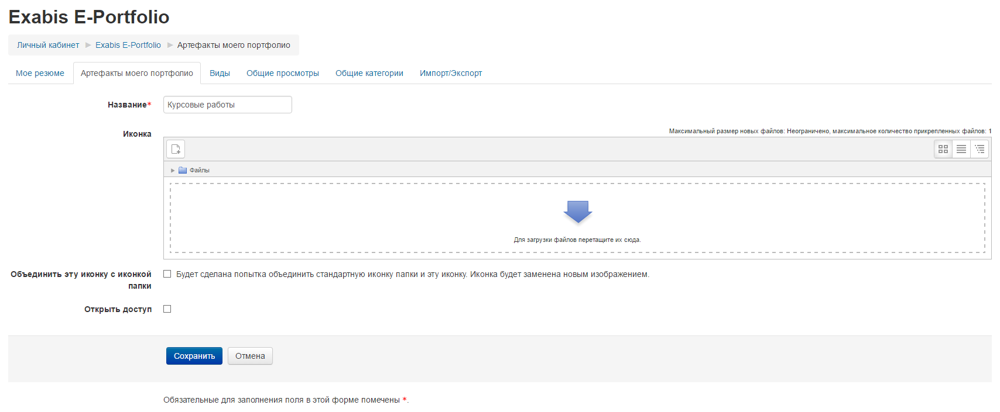 Exabis E-Portfolio
Личный кабинет Exabis E-Portfolio Артефакты моего портфолио
Мое резюме Артефакты моего портфолио Виды Общие просмотры Общие категории Импорт/Экспорт
Название* Курсовые работы
Иконка
Максимальный размер новых файлов: Неограничено, максимальное количество прикрепленных файлов: 1
Файлы
Для загрузки файлов перетащите их сюда.
Объединить эту иконку с иконкой
папки
Будет сделана попытка объединить стандартную иконку папки и эту иконку. Иконка будет заменена новым изображением.
Открыть доступ
Сохранить Отмена
Обязательные для заполнения поля в этой форме помечены *.